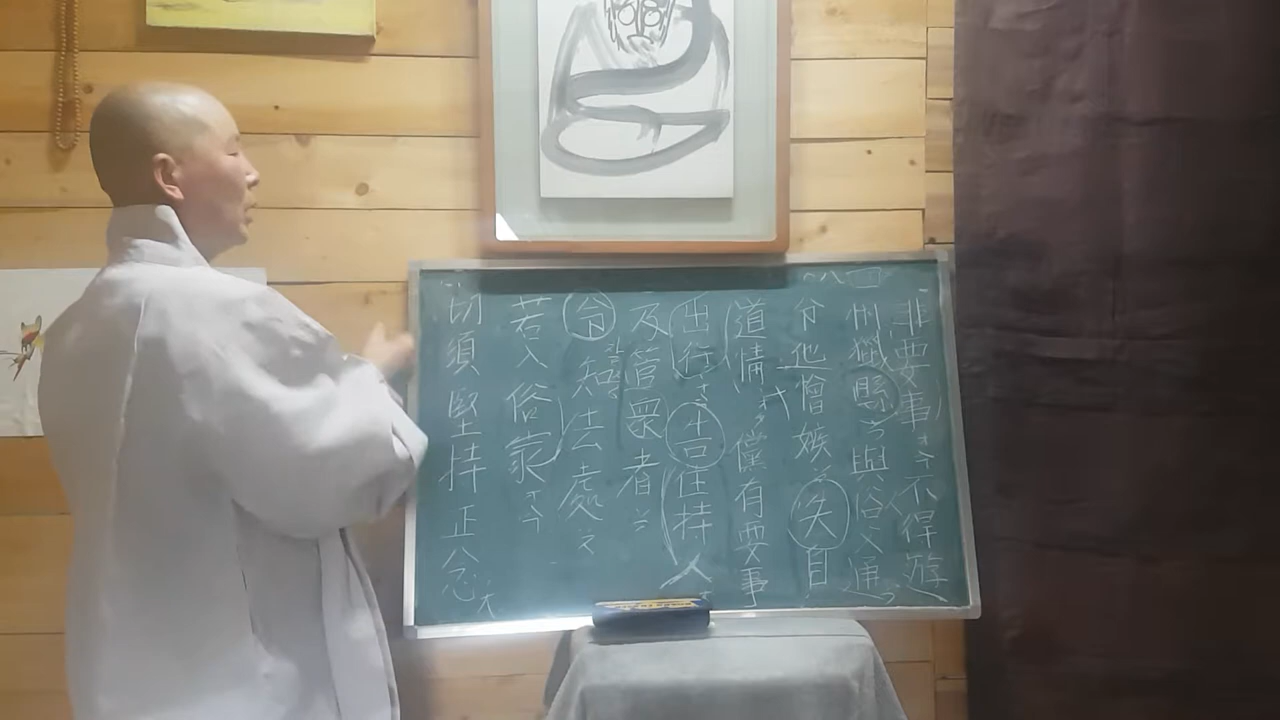 非要事不得遊
州獵縣與俗交通
令他憎嫉失自
道情儻有要事
出行告住持人
及管眾者
令知去處
若入俗家
切須堅持正念